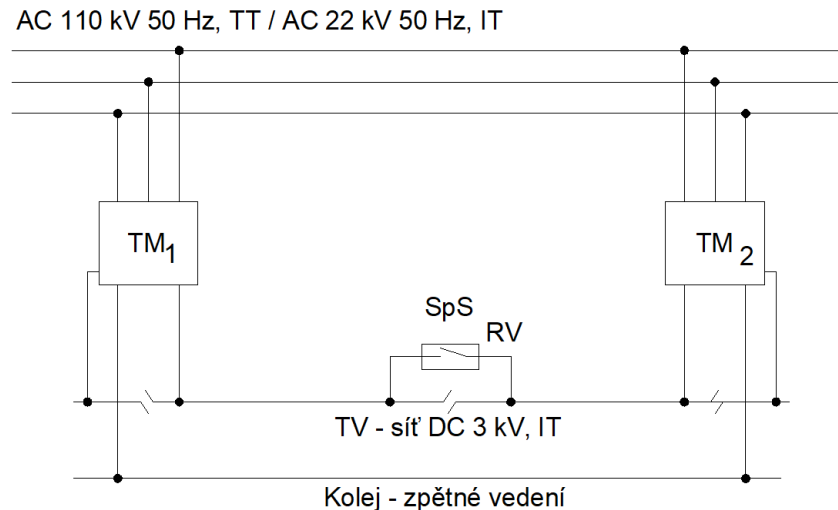 AC 110 kV 50 Hz, TT / AC 22 kV 50 Hz, IT
TM1
TM 2
SpS
RV
TV - síť DC 3 kV, IT
Kolej - zpětné vedení